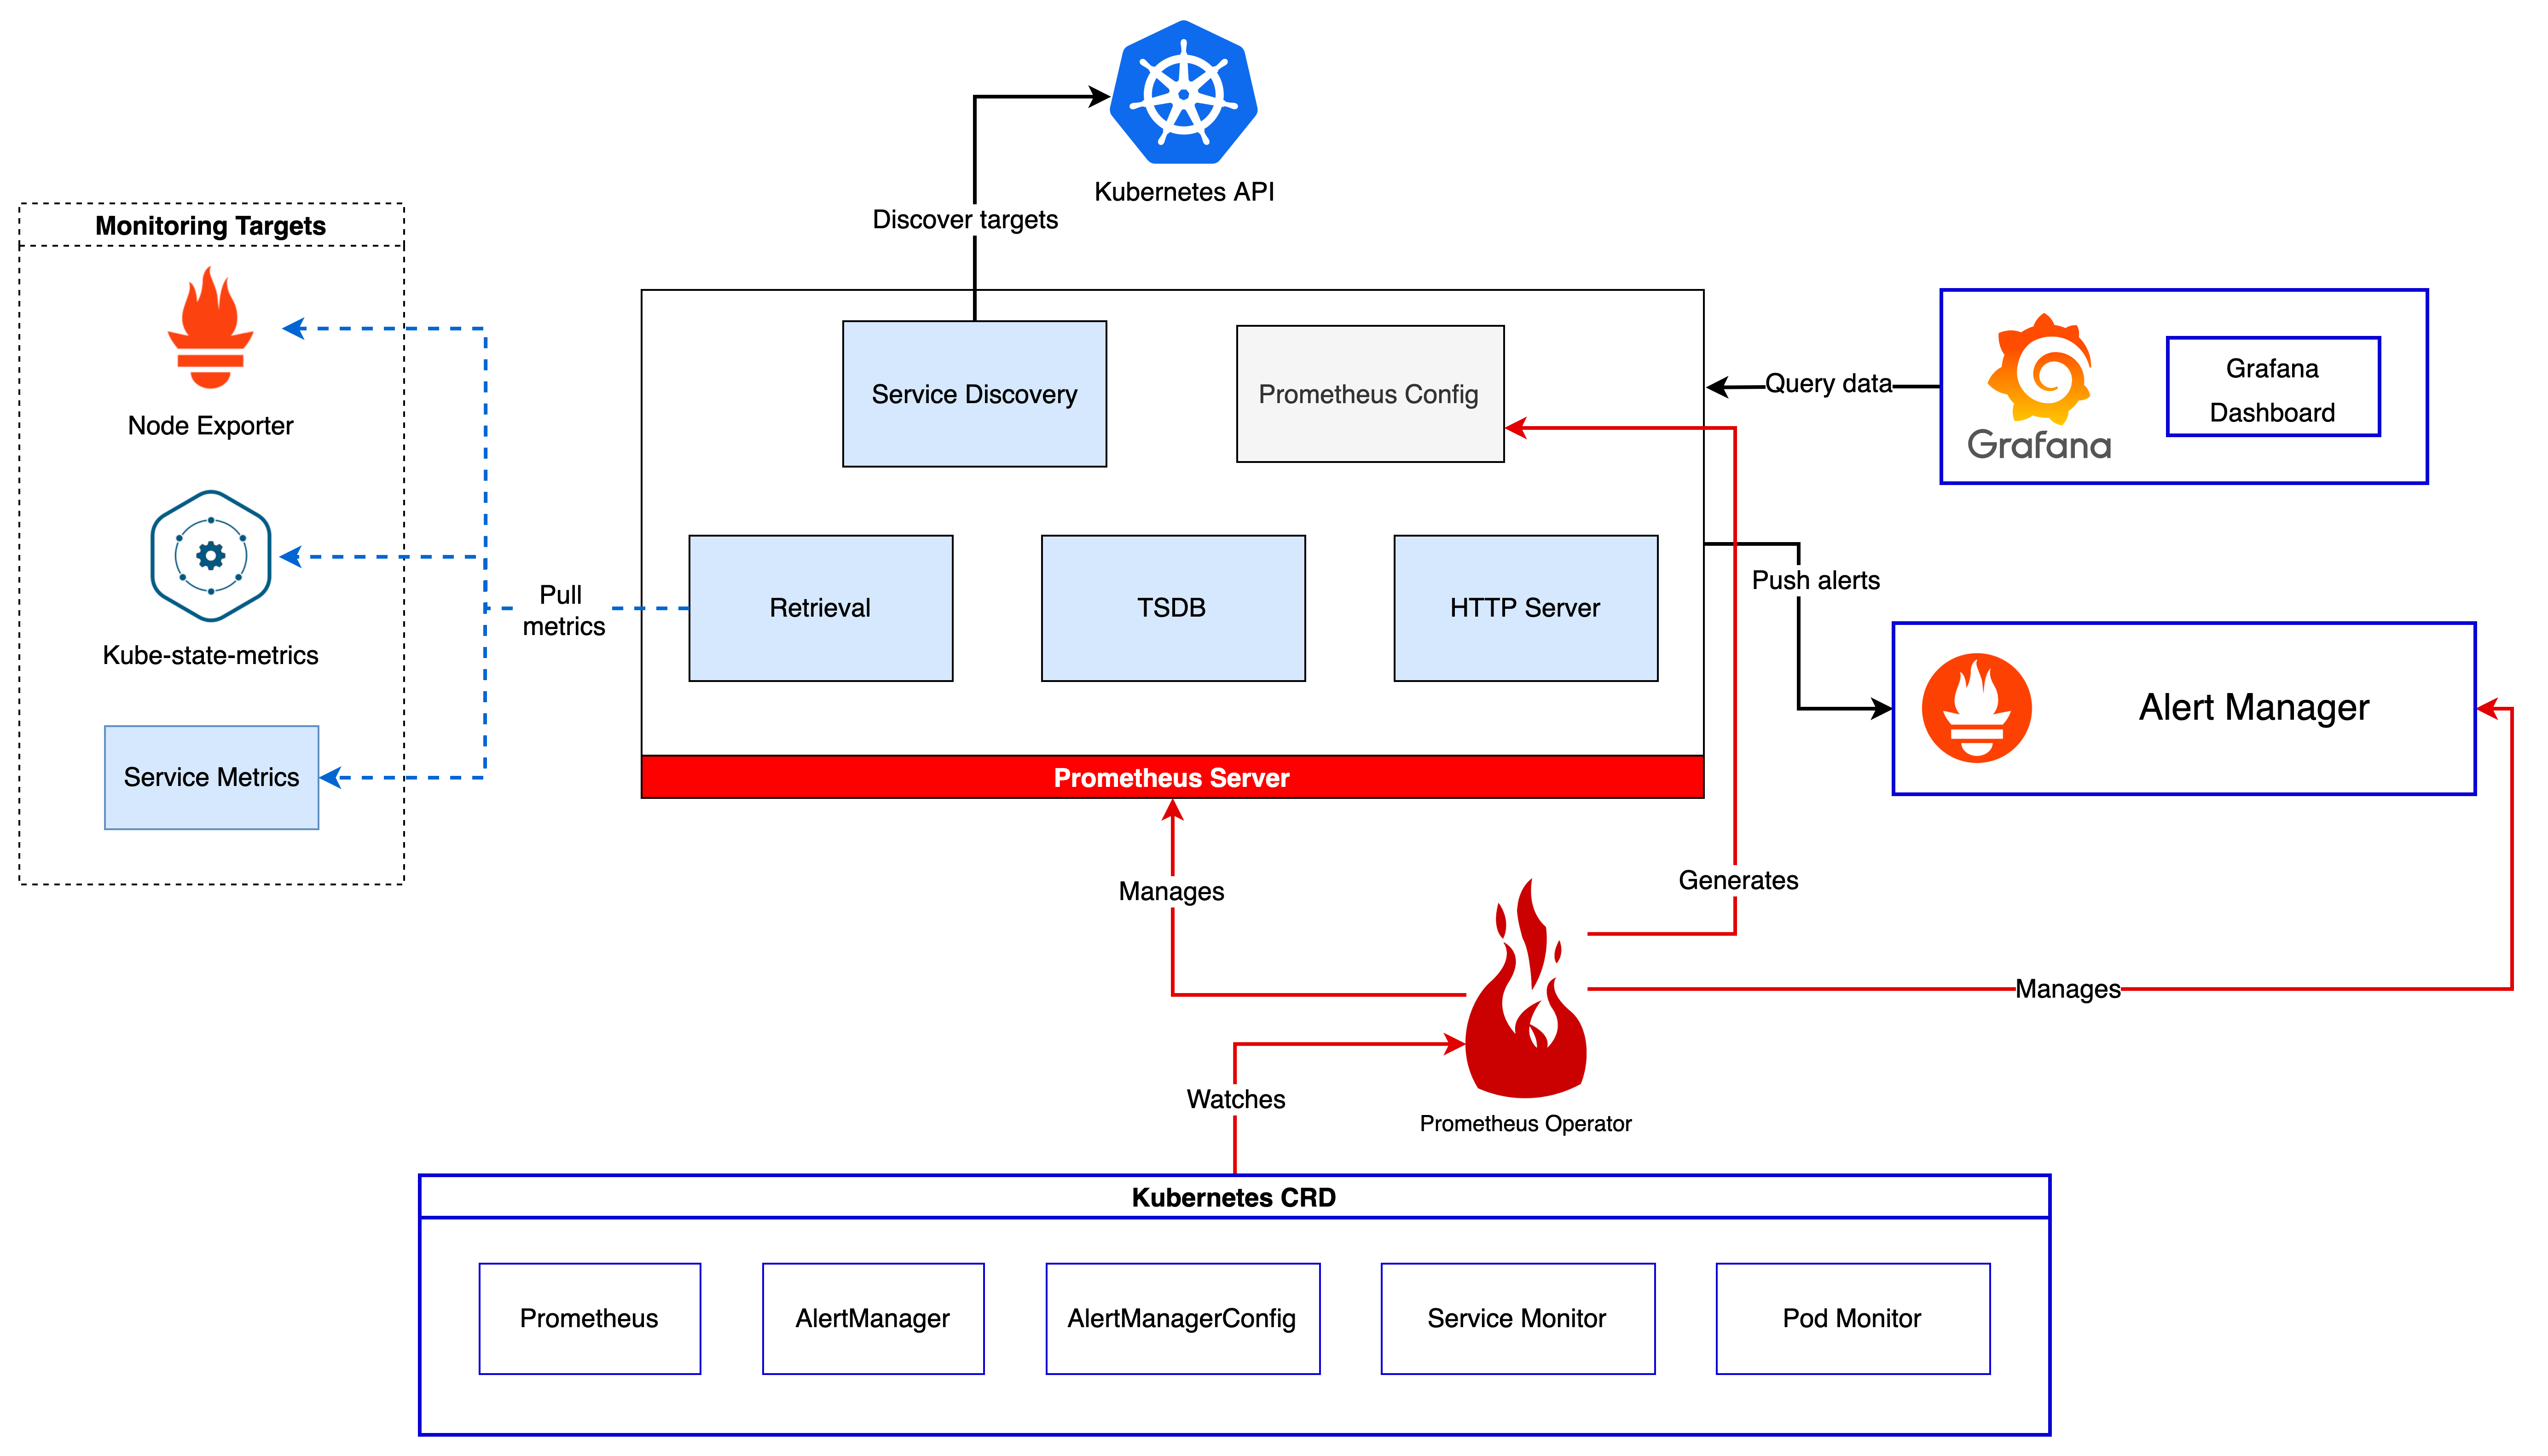 Kubernetes API
Discover targets
Monitoring Targets
Node Exporter
Kube-state-metrics
Service Metrics
Pull
metrics
Service Discovery
Prometheus Config
Retrieval
TSDB
HTTP Server
Prometheus Server
Query data
Grafana
Grafana
Dashboard
Push alerts
Alert Manager
Manages
Generates
Manages
Watches
Prometheus Operator
Kubernetes CRD
Prometheus
AlertManager
AlertManagerConfig
Service Monitor
Pod Monitor